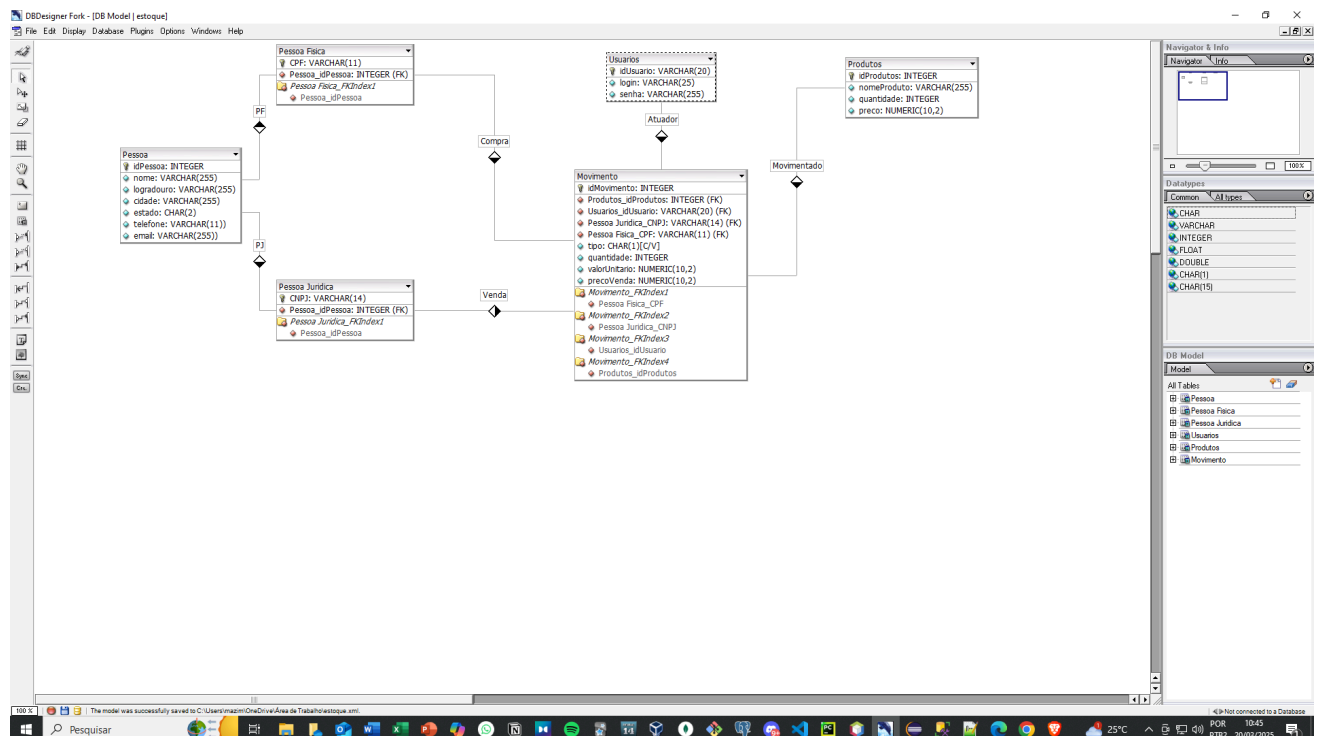 DBDesigner Fork - [DB Model | estoque]
File Edit Display Database Plugins Options Windows Help
Pessoa Fisica
CPF: VARCHAR(11)
Pessoa_idPessoa: INTEGER (FK)
Pessoa Fisica_FKIndex1
Pessoa_idPessoa
Usuarios
idUsuario: VARCHAR(20)
login: VARCHAR(25)
senha: VARCHAR(255)
Produtos
idProdutos: INTEGER
nomeProduto: VARCHAR(255)
quantidade: INTEGER
preco: NUMERIC(10,2)
PF
Atuador
Compra
Movimentado
Pessoa
idPessoa: INTEGER
nome: VARCHAR(255)
logradouro: VARCHAR(255)
cidade: VARCHAR(255)
estado: CHAR(2)
telefone: VARCHAR(11))
email: VARCHAR(255))
PJ
Movimento
idMovimento: INTEGER
Produtos_idProdutos: INTEGER (FK)
Usuarios_idUsuario: VARCHAR(20) (FK)
Pessoa Juridica_CNPJ: VARCHAR(14) (FK)
Pessoa Fisica_CPF: VARCHAR(11) (FK)
tipo: CHAR(1)[C/V]
quantidade: INTEGER
valorUnitario: NUMERIC(10,2)
precoVenda: NUMERIC(10,2)
Movimento_FKIndex1
Pessoa Fisica_CPF
Movimento_FKIndex2
Pessoa Juridica_CNPJ
Movimento_FKIndex3
Usuarios_idUsuario
Movimento_FKIndex4
Produtos_idProdutos
Pessoa Juridica
CNPJ: VARCHAR(14)
Pessoa_idPessoa: INTEGER (FK)
Pessoa Juridica_FKIndex1
Pessoa_idPessoa
Venda
Navigator & Info
Navigator Info
100%
Datatypes
Common All types
CHAR
VARCHAR
INTEGER
FLOAT
DOUBLE
CHAR(1)
CHAR(15)
DB Model
Model
All Tables
Pessoa
Pessoa Fisica
Pessoa Juridica
Usuarios
Produtos
Movimento
Sync
100 % The model was successfully saved to C:\Users\mazim\OneDrive\Área de Trabalho\estoque.xml.
Not connected to a Database
Pesquisar
25°C
POR
PTB2
10:45
20/03/2025